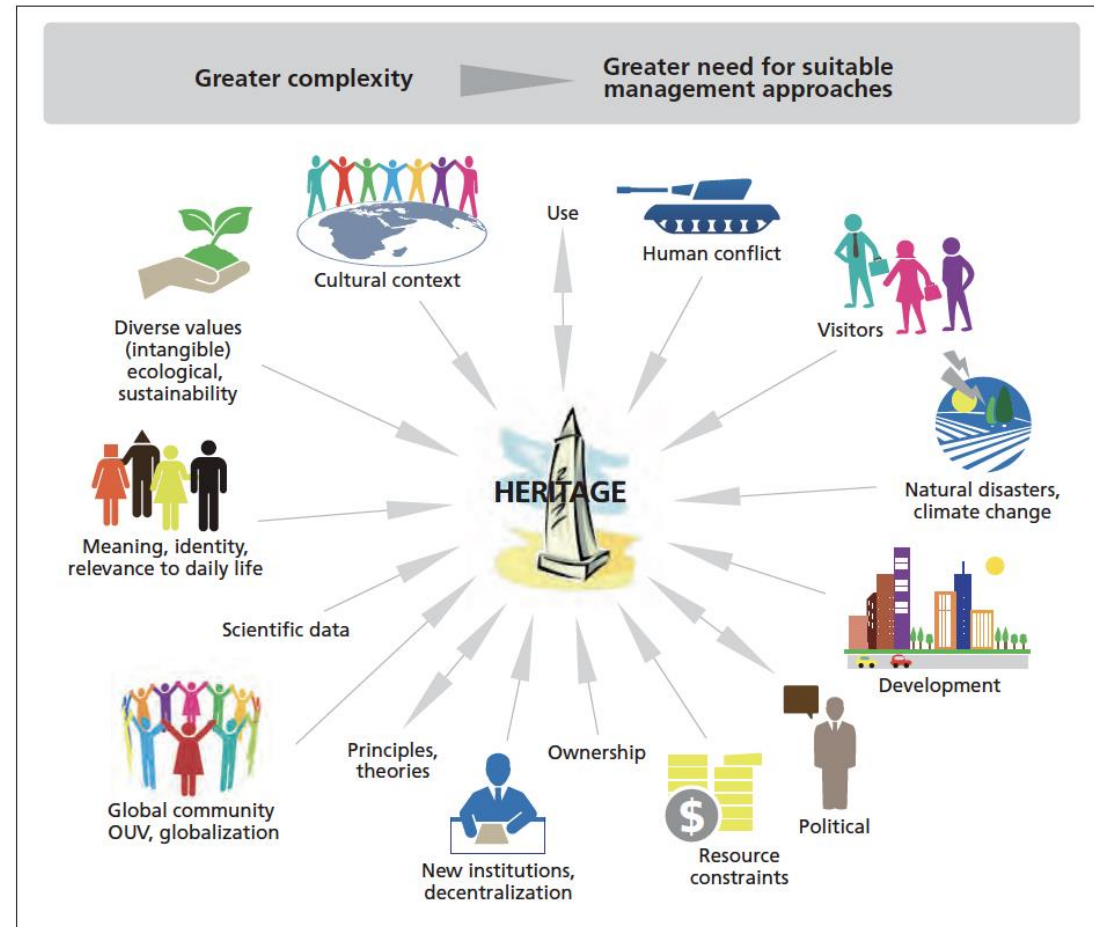 Greater complexity
Greater need for suitable
management approaches
Cultural context
Use
Human conflict
Visitors
Diverse values
(intangible)
ecological,
sustainability
HERITAGE
Natural disasters,
climate change
Meaning, identity,
relevance to daily life
Scientific data
Development
Global community
OUV, globalization
Principles,
theories
New institutions,
decentralization
Ownership
$
Resource
constraints
Political